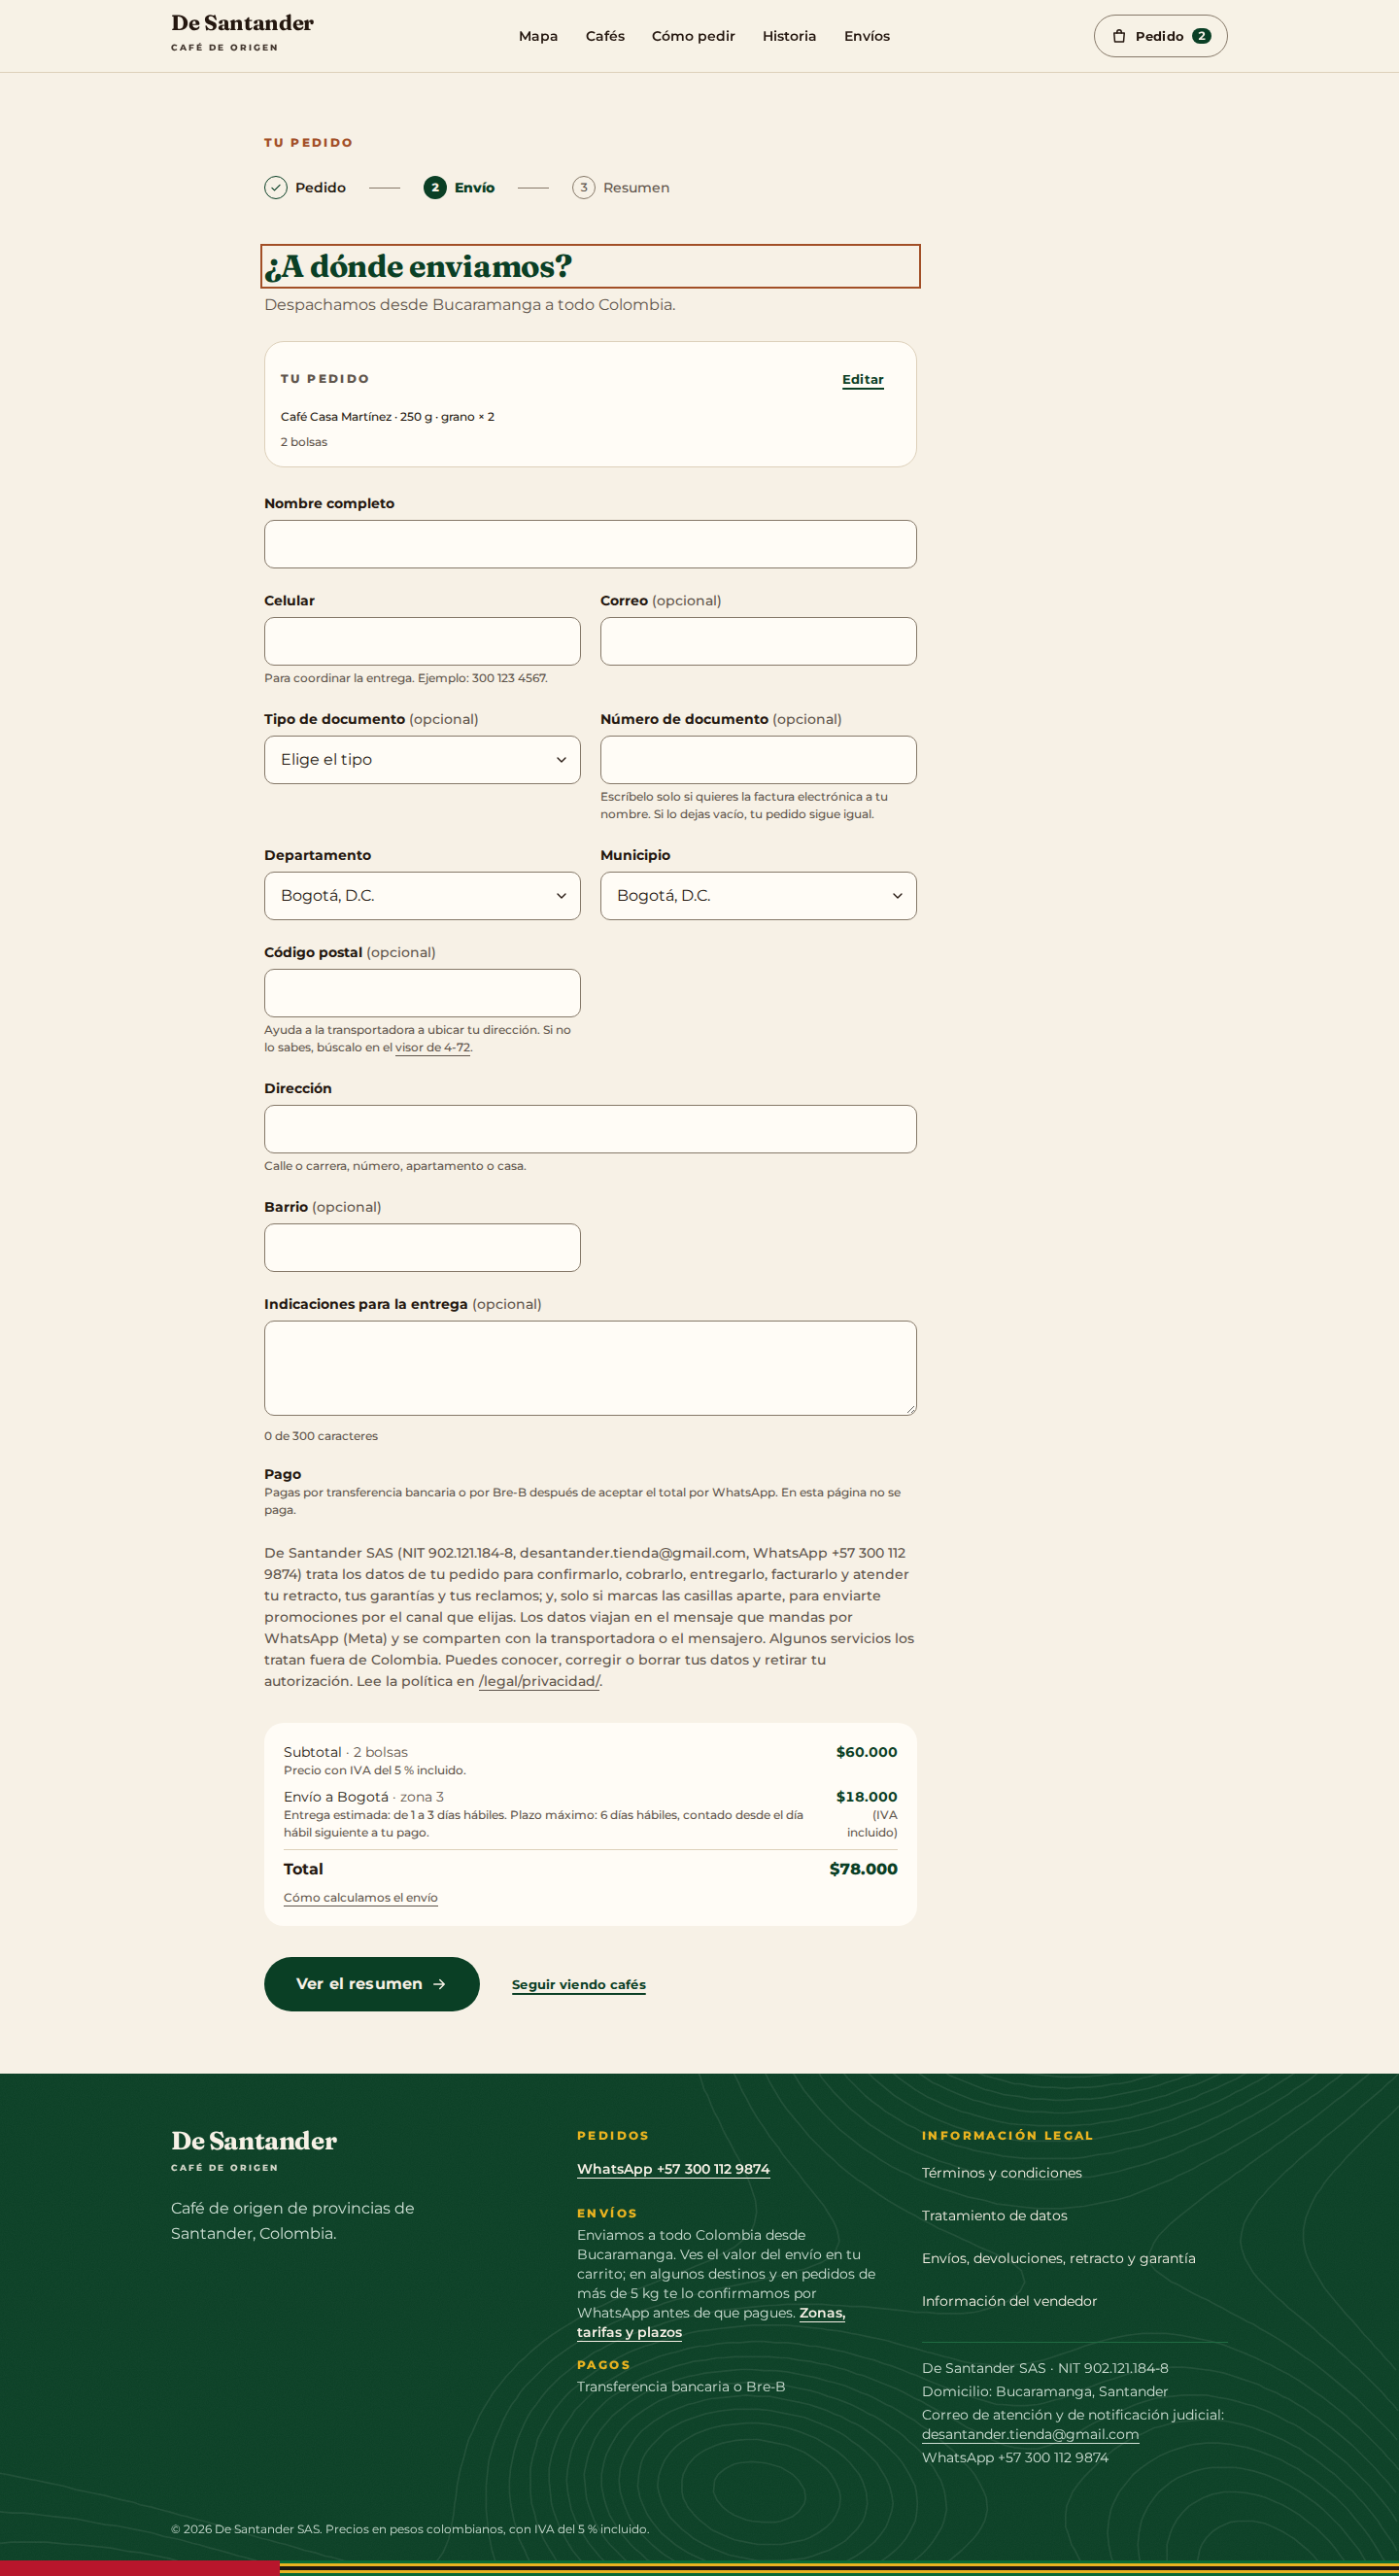 De Santander
CAFÉ DE ORIGEN
Mapa
Cafés
Cómo pedir
Historia
Envíos
Pedido 2
TU PEDIDO
Pedido
2 Envío
3 Resumen
¿A dónde enviamos?
Despachamos desde Bucaramanga a todo Colombia.
TU PEDIDO
Editar
Café Casa Martínez · 250 g · grano × 2
2 bolsas
Nombre completo
Celular
Correo (opcional)
Para coordinar la entrega. Ejemplo: 300 123 4567.
Tipo de documento (opcional)
Número de documento (opcional)
Elige el tipo
Escríbelo solo si quieres la factura electrónica a tu
nombre. Si lo dejas vacío, tu pedido sigue igual.
Departamento
Municipio
Bogotá, D.C.
Bogotá, D.C.
Código postal (opcional)
Ayuda a la transportadora a ubicar tu dirección. Si no
lo sabes, búscalo en el visor de 4-72.
Dirección
Calle o carrera, número, apartamento o casa.
Barrio (opcional)
Indicaciones para la entrega (opcional)
0 de 300 caracteres
Pago
Pagas por transferencia bancaria o por Bre-B después de aceptar el total por WhatsApp. En esta página no se
paga.
De Santander SAS (NIT 902.121.184-8, desantander.tienda@gmail.com, WhatsApp +57 300 112
9874) trata los datos de tu pedido para confirmarlo, cobrarlo, entregarlo, facturarlo y atender
tu retracto, tus garantías y tus reclamos; y, solo si marcas las casillas aparte, para enviarte
promociones por el canal que elijas. Los datos viajan en el mensaje que mandas por
WhatsApp (Meta) y se comparten con la transportadora o el mensajero. Algunos servicios los
tratan fuera de Colombia. Puedes conocer, corregir o borrar tus datos y retirar tu
autorización. Lee la política en /legal/privacidad/.
Subtotal · 2 bolsas
$60.000
Precio con IVA del 5 % incluido.
Envío a Bogotá · zona 3
$18.000
Entrega estimada: de 1 a 3 días hábiles. Plazo máximo: 6 días hábiles, contado desde el día
hábil siguiente a tu pago.
(IVA
incluido)
Total
$78.000
Cómo calculamos el envío
Ver el resumen →
Seguir viendo cafés
De Santander
CAFÉ DE ORIGEN
Café de origen de provincias de
Santander, Colombia.
PEDIDOS
WhatsApp +57 300 112 9874
ENVÍOS
Enviamos a todo Colombia desde
Bucaramanga. Ves el valor del envío en tu
carrito; en algunos destinos y en pedidos de
más de 5 kg te lo confirmamos por
WhatsApp antes de que pagues. Zonas,
tarifas y plazos
PAGOS
Transferencia bancaria o Bre-B
INFORMACIÓN LEGAL
Términos y condiciones
Tratamiento de datos
Envíos, devoluciones, retracto y garantía
Información del vendedor
De Santander SAS · NIT 902.121.184-8
Domicilio: Bucaramanga, Santander
Correo de atención y de notificación judicial:
desantander.tienda@gmail.com
WhatsApp +57 300 112 9874
© 2026 De Santander SAS. Precios en pesos colombianos, con IVA del 5 % incluido.